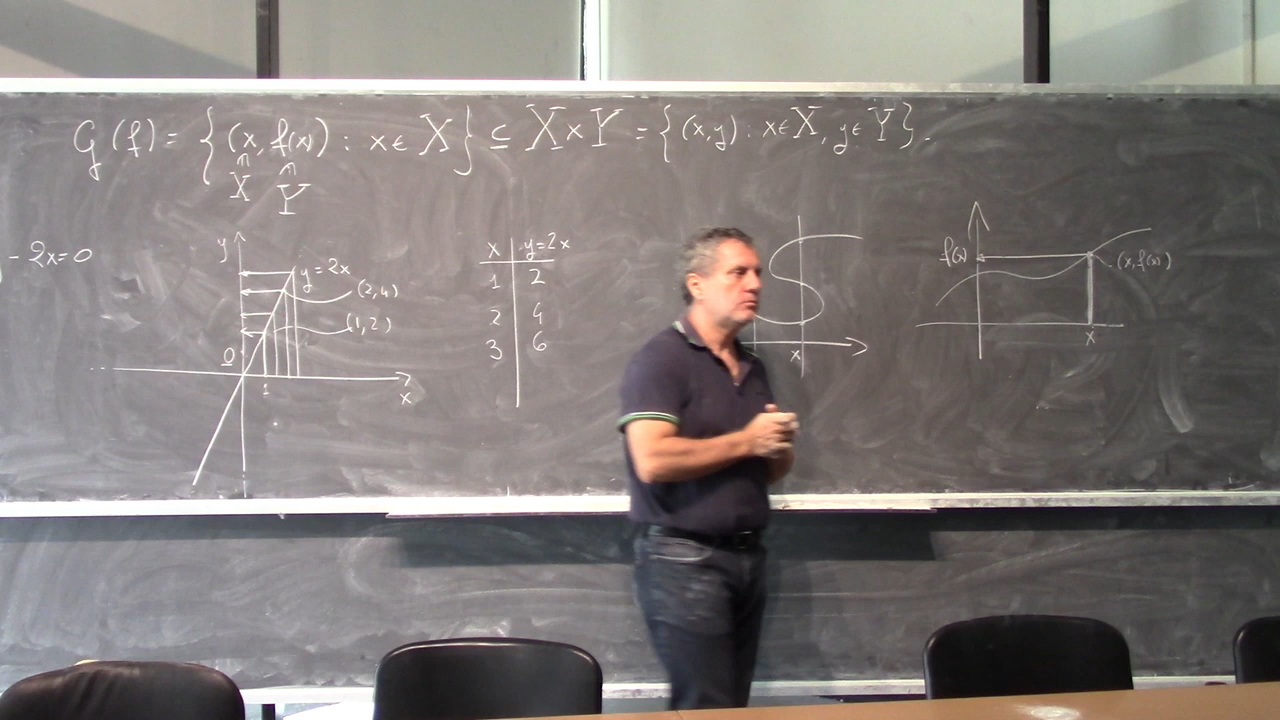 G(f) = {(x, f(x)) : x ∈ X} ⊆ X × Y = {(x,y) : x ∈ X, y ∈ Y}.
∩ ∩
X Y
- 2x = 0
y
y = 2x
(2,4)
(1,2)
0
1
x
x y = 2x
1 2
2 4
3 6
x
f(x)
(x, f(x))
x